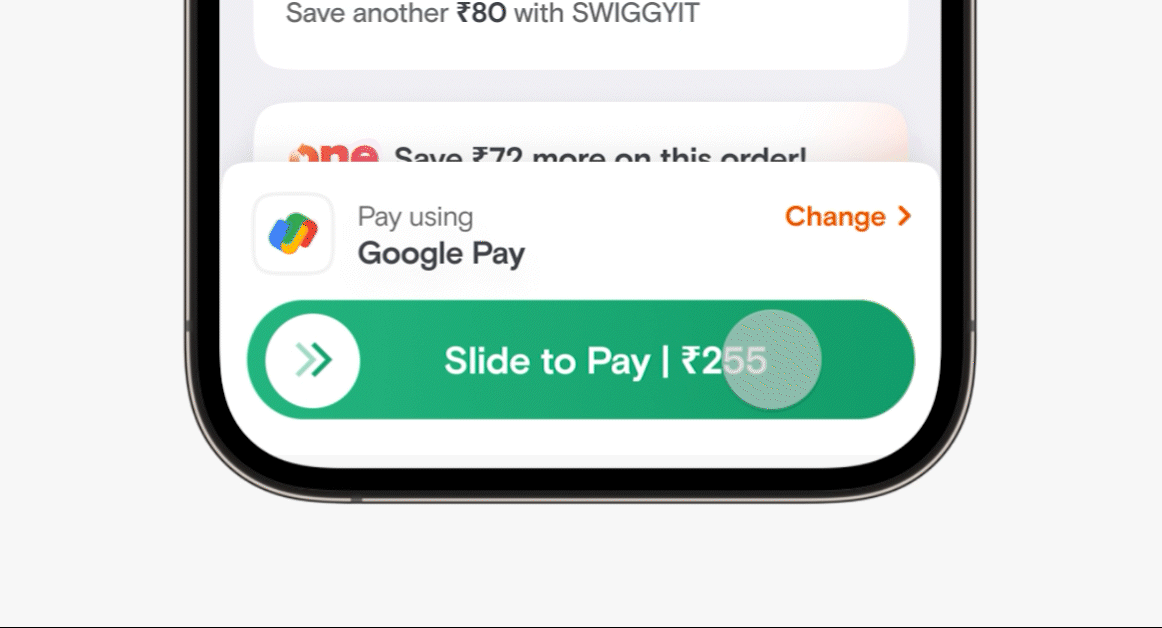 Save another ₹80 with SWIGGYIT
one Save ₹72 more on this order!
Pay using
Google Pay
Change
Slide to Pay | ₹255